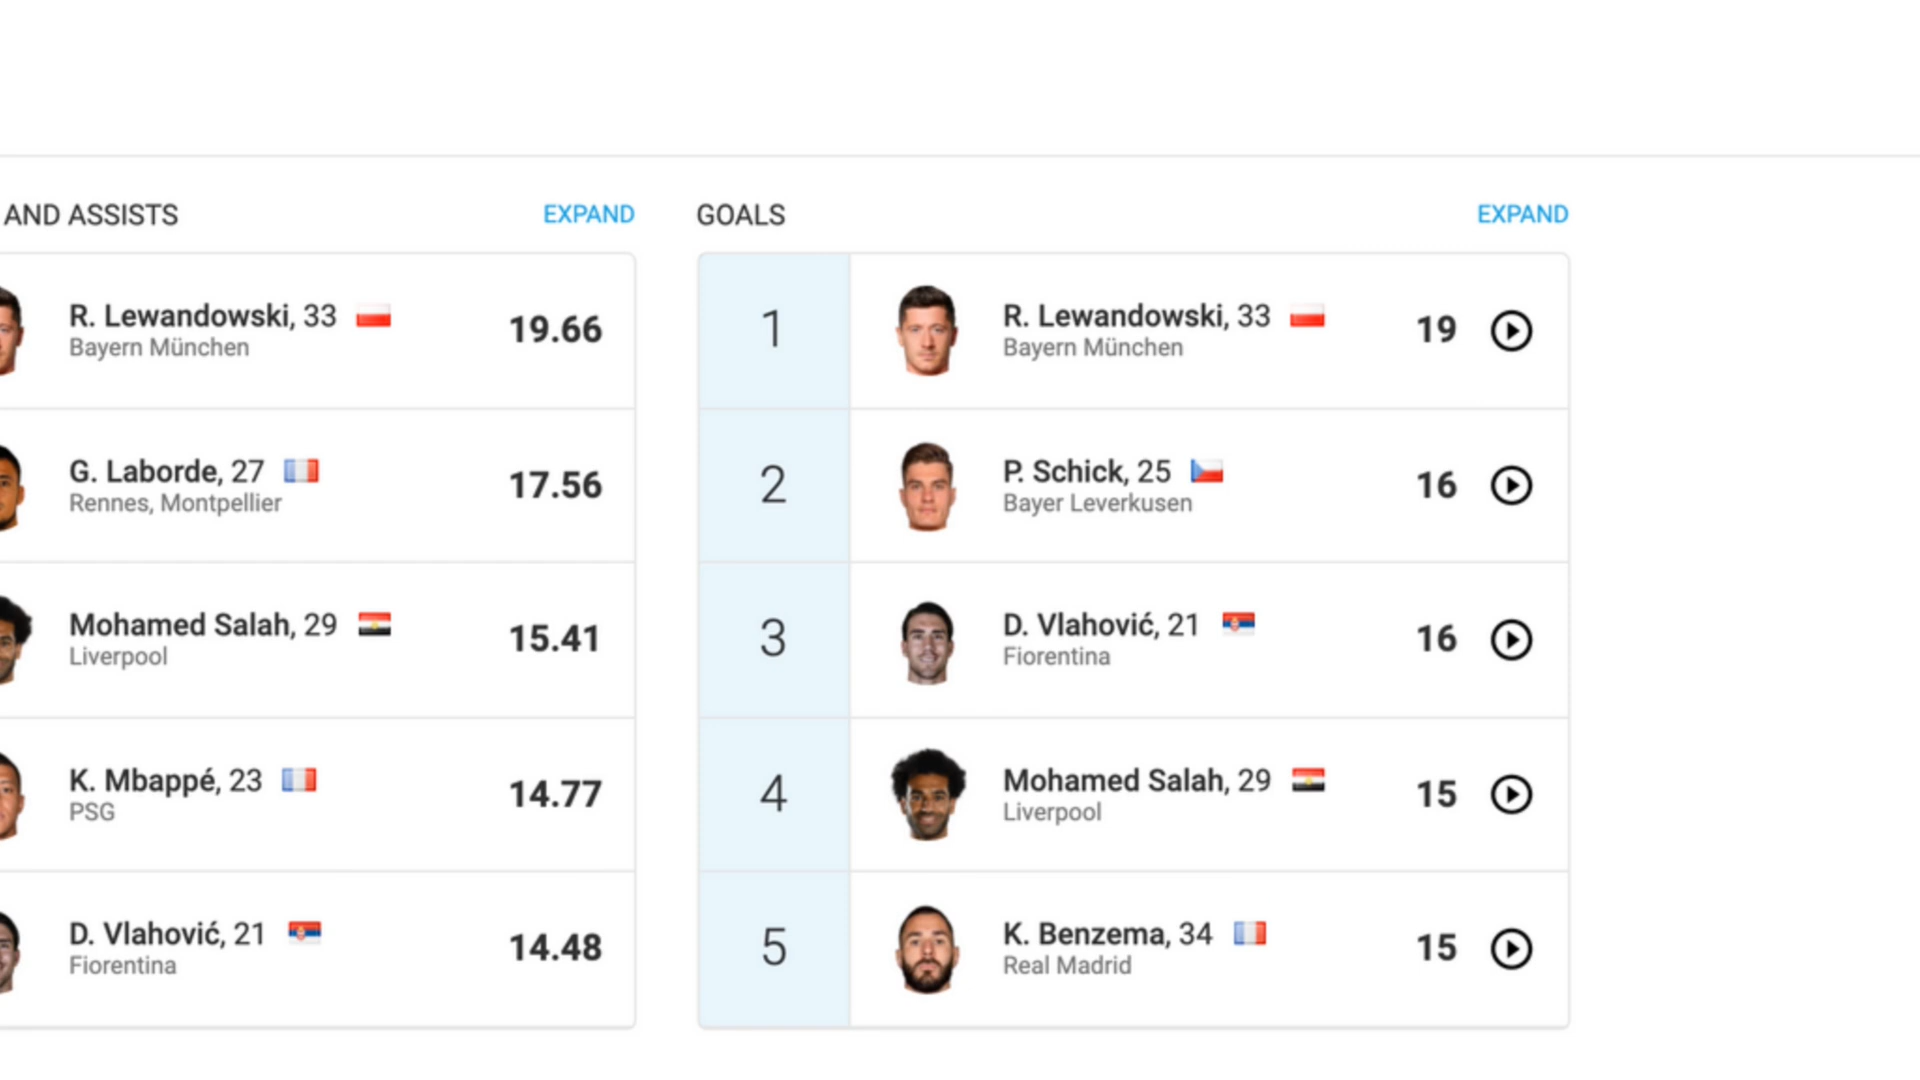 AND ASSISTS EXPAND
R. Lewandowski, 33 19.66
Bayern München
G. Laborde, 27 17.56
Rennes, Montpellier
Mohamed Salah, 29 15.41
Liverpool
K. Mbappé, 23 14.77
PSG
D. Vlahović, 21 14.48
Fiorentina
GOALS EXPAND
1 R. Lewandowski, 33 19
Bayern München
2 P. Schick, 25 16
Bayer Leverkusen
3 D. Vlahović, 21 16
Fiorentina
4 Mohamed Salah, 29 15
Liverpool
5 K. Benzema, 34 15
Real Madrid